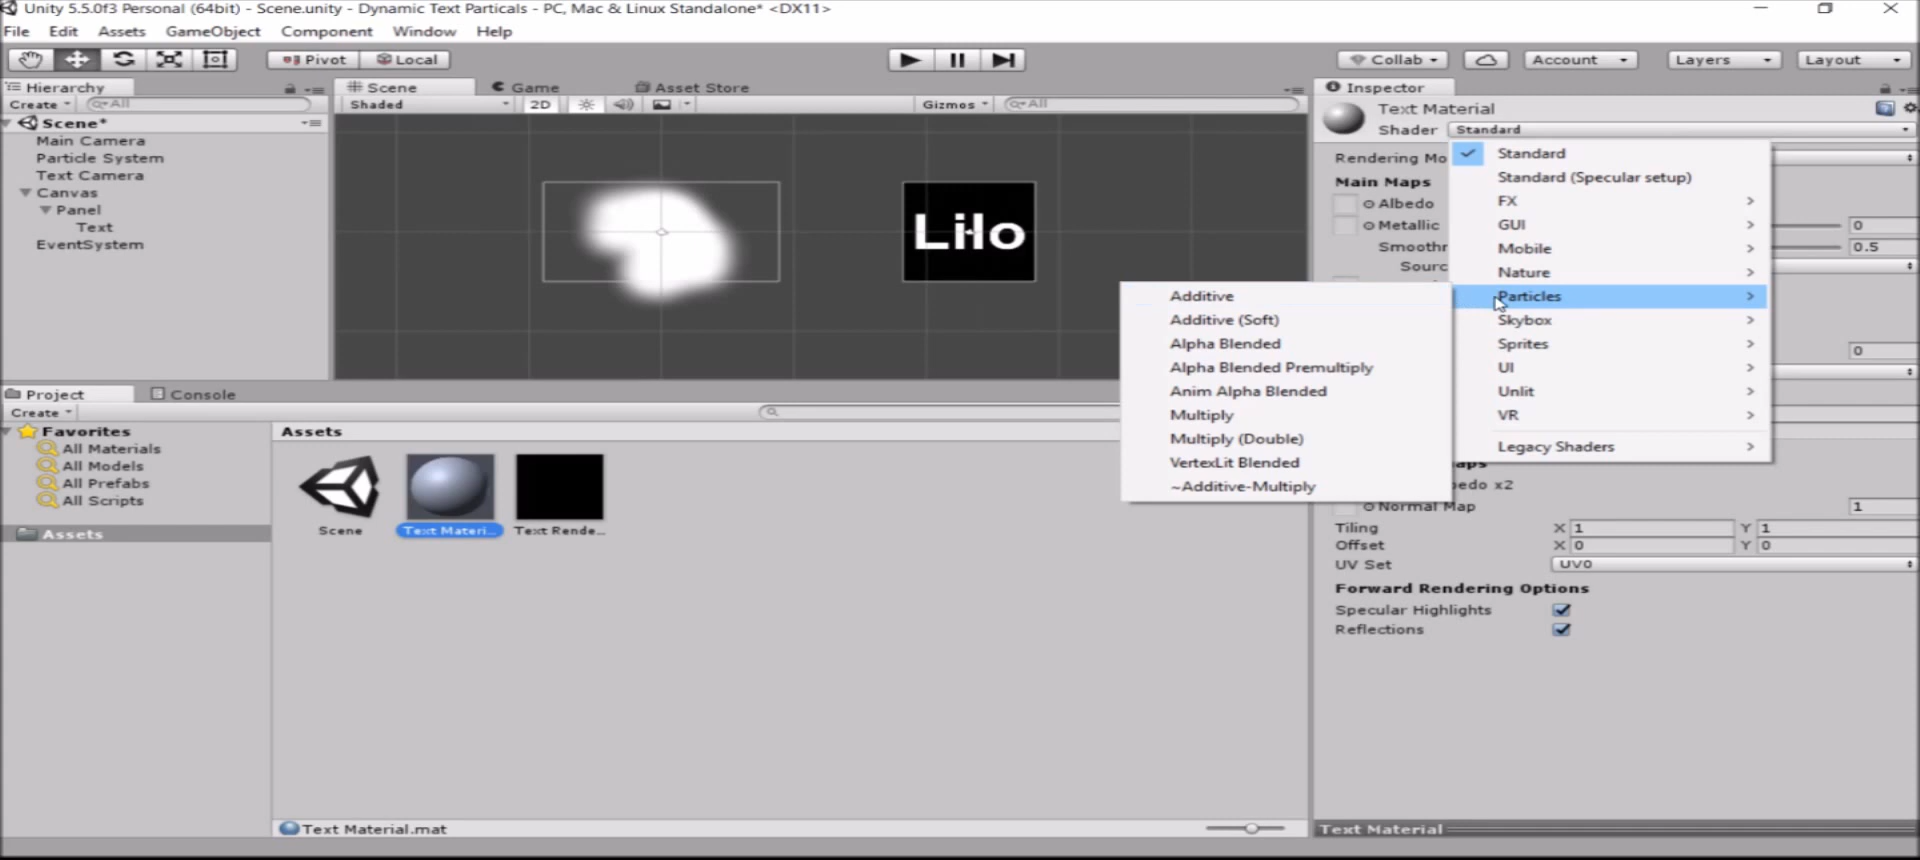 Unity 5.5.0f3 Personal (64bit) - Scene.unity - Dynamic Text Particals - PC, Mac & Linux Standalone* <DX11>
File Edit Assets GameObject Component Window Help
Pivot Local Collab Account Layers Layout
Hierarchy
Create All
Scene*
Main Camera
Particle System
Text Camera
Canvas
Panel
Text
EventSystem
Scene Game Asset Store
Shaded 2D Gizmos All
Lilo
Inspector
Text Material
Shader Standard
Rendering Mo
Main Maps
Albedo
Metallic 0
Smoothr 0.5
Sourc
0
Standard
Standard (Specular setup)
FX
GUI
Mobile
Nature
Particles
Skybox
Sprites
UI
Unlit
VR
Legacy Shaders
Additive
Additive (Soft)
Alpha Blended
Alpha Blended Premultiply
Anim Alpha Blended
Multiply
Multiply (Double)
VertexLit Blended
~Additive-Multiply
aps
edo x2
Normal Map 1
Tiling X 1 Y 1
Offset X 0 Y 0
UV Set UV0
Forward Rendering Options
Specular Highlights
Reflections
Project Console
Create
Favorites
All Materials
All Models
All Prefabs
All Scripts
Assets
Assets
Scene Text Materi... Text Rende...
Text Material.mat
Text Material